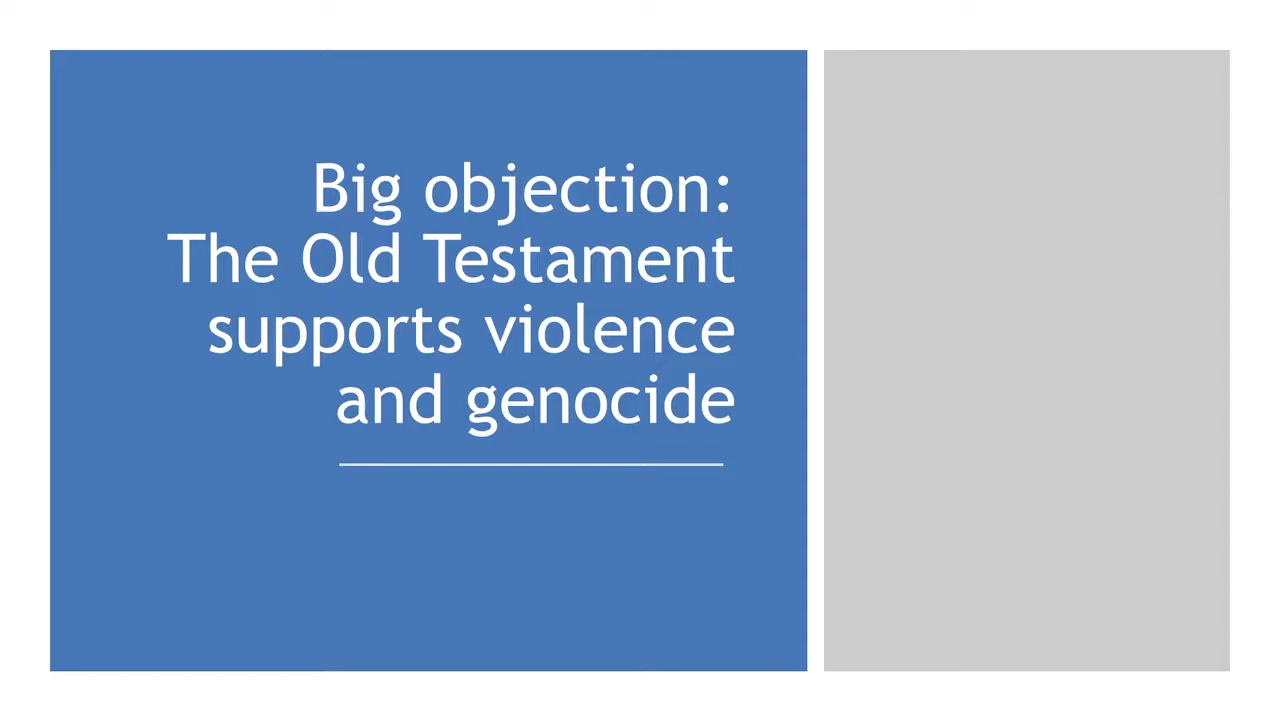 Big objection:
The Old Testament
supports violence
and genocide